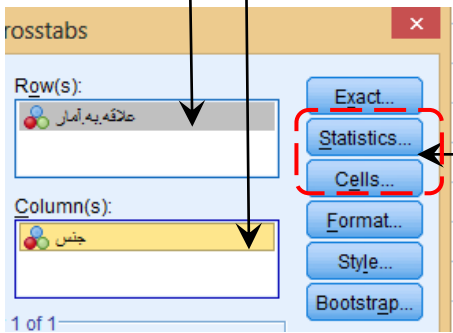 rosstabs
Row(s):
علاقه.به.آمار
Column(s):
جنس
1 of 1
Exact...
Statistics...
Cells...
Format...
Style...
Bootstrap...